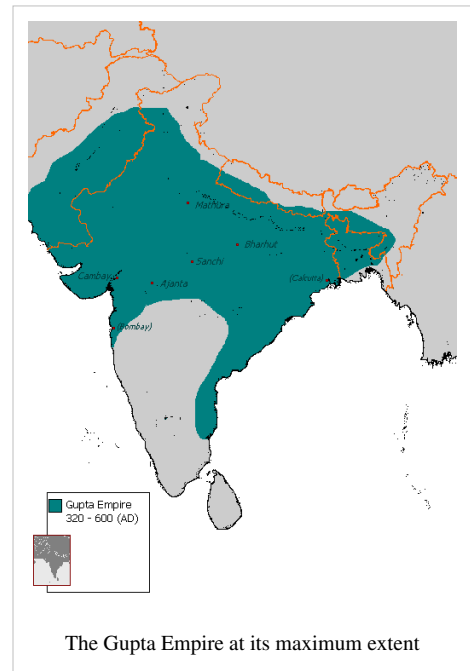 Mathura
Bharhut
Sanchi
Cambay
Ajanta
(Calcutta)
(Bombay)
Gupta Empire
320 - 600 (AD)
The Gupta Empire at its maximum extent